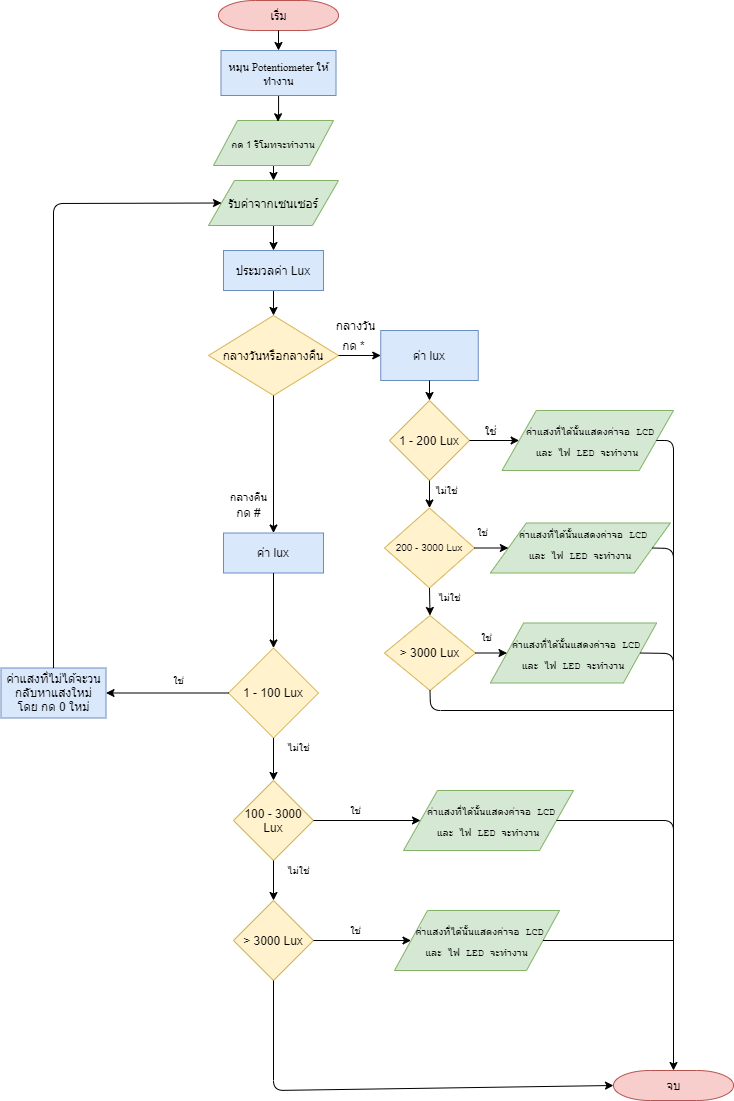 เริ่ม
หมุน Potentiometer ให้
ทำงาน
กด 1 รีโมทจะทำงาน
รับค่าจากเซนเซอร์
ประมวลค่า Lux
กลางวันหรือกลางคืน
กลางวัน
กด *
ค่า lux
1 - 200 Lux
ใช่
ค่าแสงที่ได้นั้นแสดงค่าจอ LCD
และ ไฟ LED จะทำงาน
ไม่ใช่
200 - 3000 Lux
ใช่
ค่าแสงที่ได้นั้นแสดงค่าจอ LCD
และ ไฟ LED จะทำงาน
ไม่ใช่
> 3000 Lux
ใช่
ค่าแสงที่ได้นั้นแสดงค่าจอ LCD
และ ไฟ LED จะทำงาน
กลางคืน
กด #
ค่า lux
1 - 100 Lux
ใช่
ค่าแสงที่ไม่ได้จะวน
กลับหาแสงใหม่
โดย กด 0 ใหม่
ไม่ใช่
100 - 3000
Lux
ใช่
ค่าแสงที่ได้นั้นแสดงค่าจอ LCD
และ ไฟ LED จะทำงาน
ไม่ใช่
> 3000 Lux
ใช่
ค่าแสงที่ได้นั้นแสดงค่าจอ LCD
และ ไฟ LED จะทำงาน
จบ